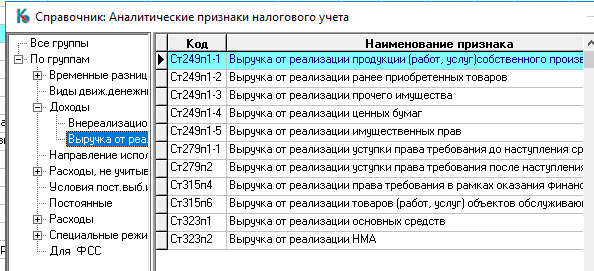 Справочник: Аналитические признаки налогового учета
Все группы
По группам
Временные разниц
Виды движ.денежны
Доходы
Внереализацио
Выручка от реал
Направление испол
Расходы, не учитыв
Условия пост.выб.и
Постоянные
Расходы
Специальные режи
Для ФСС
Код Наименование признака
Ст249п1-1 Выручка от реализации продукции (работ, услуг)собственного произв
Ст249п1-2 Выручка от реализации ранее приобретенных товаров
Ст249п1-3 Выручка от реализации прочего имущества
Ст249п1-4 Выручка от реализации ценных бумаг
Ст249п1-5 Выручка от реализации имущественных прав
Ст279п1-1 Выручка от реализации уступки права требования до наступления ср
Ст279п2 Выручка от реализации уступки права требования после наступления
Ст315п4 Выручка от реализации права требования в рамках оказания финанс
Ст315п6 Выручка от реализации товаров (работ, услуг) объектов обслуживаю
Ст323п1 Выручка от реализации основных средств
Ст323п2 Выручка от реализации НМА